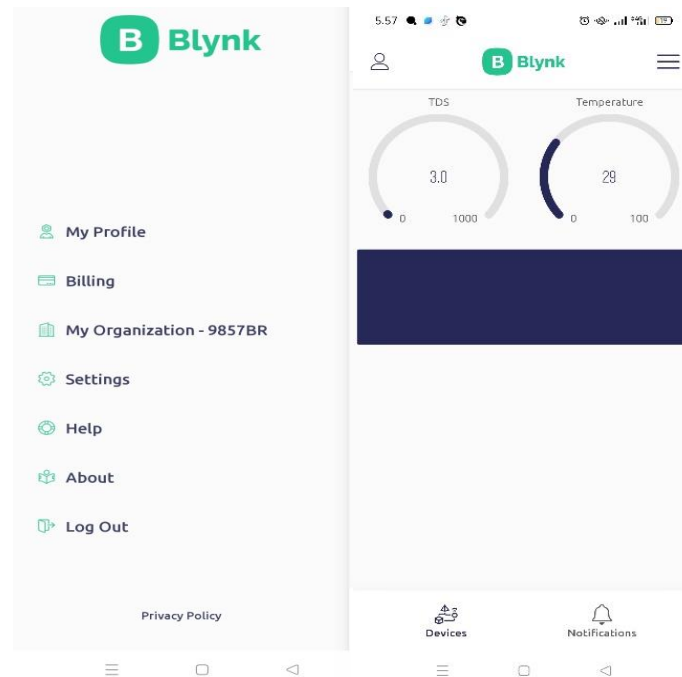 B Blynk
My Profile
Billing
My Organization - 9857BR
Settings
Help
About
Log Out
Privacy Policy
5.57
B Blynk
TDS
3.0
0 1000
Temperature
29
0 100
Devices
Notifications